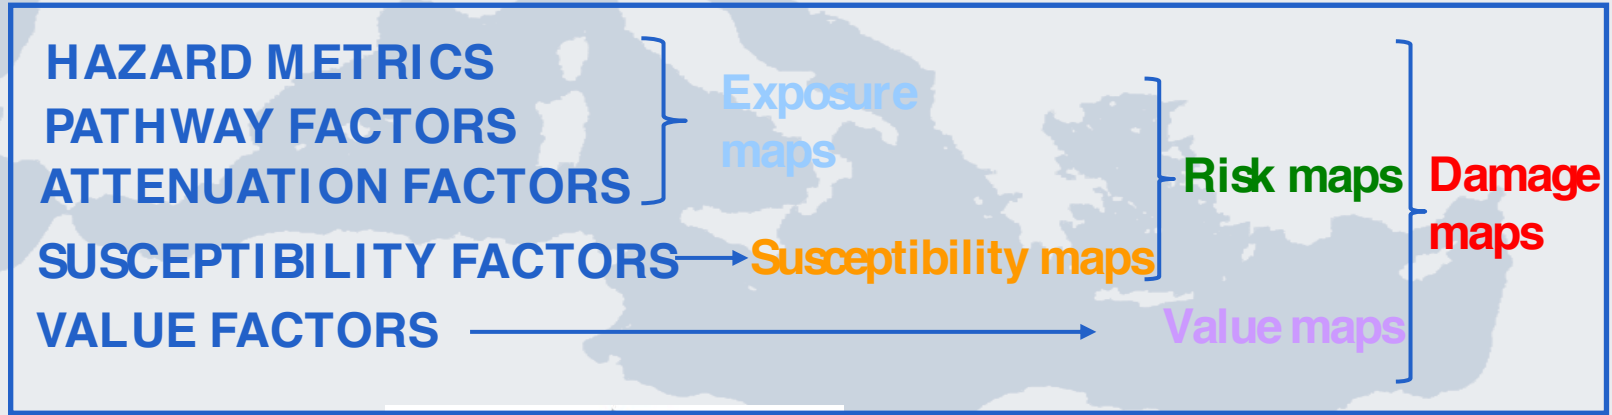 HAZARD METRICS
PATHWAY FACTORS
ATTENUATION FACTORS
SUSCEPTIBILITY FACTORS
VALUE FACTORS
Exposure
maps
Susceptibility maps
Risk maps
Value maps
Damage
maps